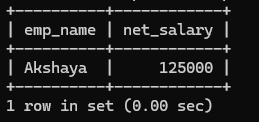 +----------+------------+
| emp_name | net_salary |
+----------+------------+
| Akshaya  |     125000 |
+----------+------------+
1 row in set (0.00 sec)